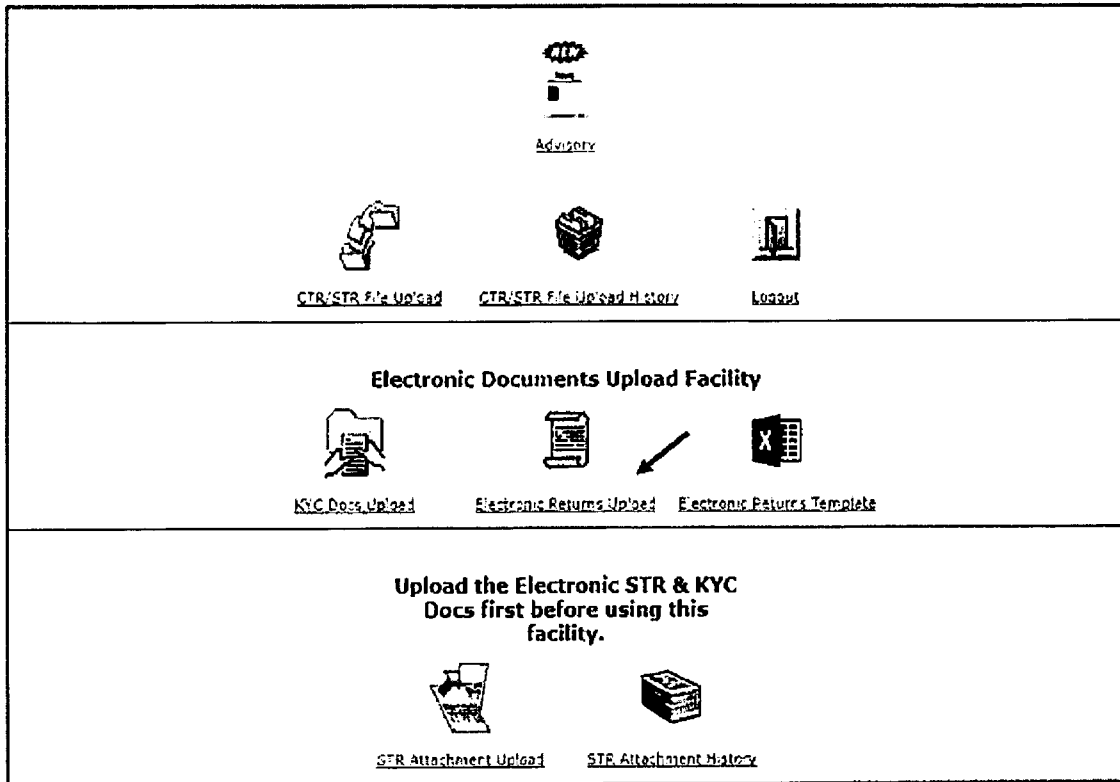 NEW
Advisory
CTR/STR File Upload CTR/STR File Upload History Logout
Electronic Documents Upload Facility
X
KYC Docs Upload Electronic Returns Upload Electronic Returns Template
Upload the Electronic STR & KYC
Docs first before using this
facility.
STR Attachment Upload STR Attachment History